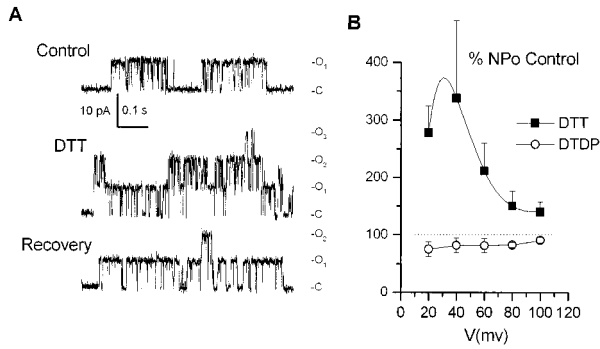 A
Control
-O₁
-C
10 pA
0.1 s
DTT
-O₃
-O₂
-O₁
-C
Recovery
-O₂
-O₁
-C
B
% NPo Control
400
300
200
100
0
DTT
DTDP
0 20 40 60 80 100 120
V(mv)